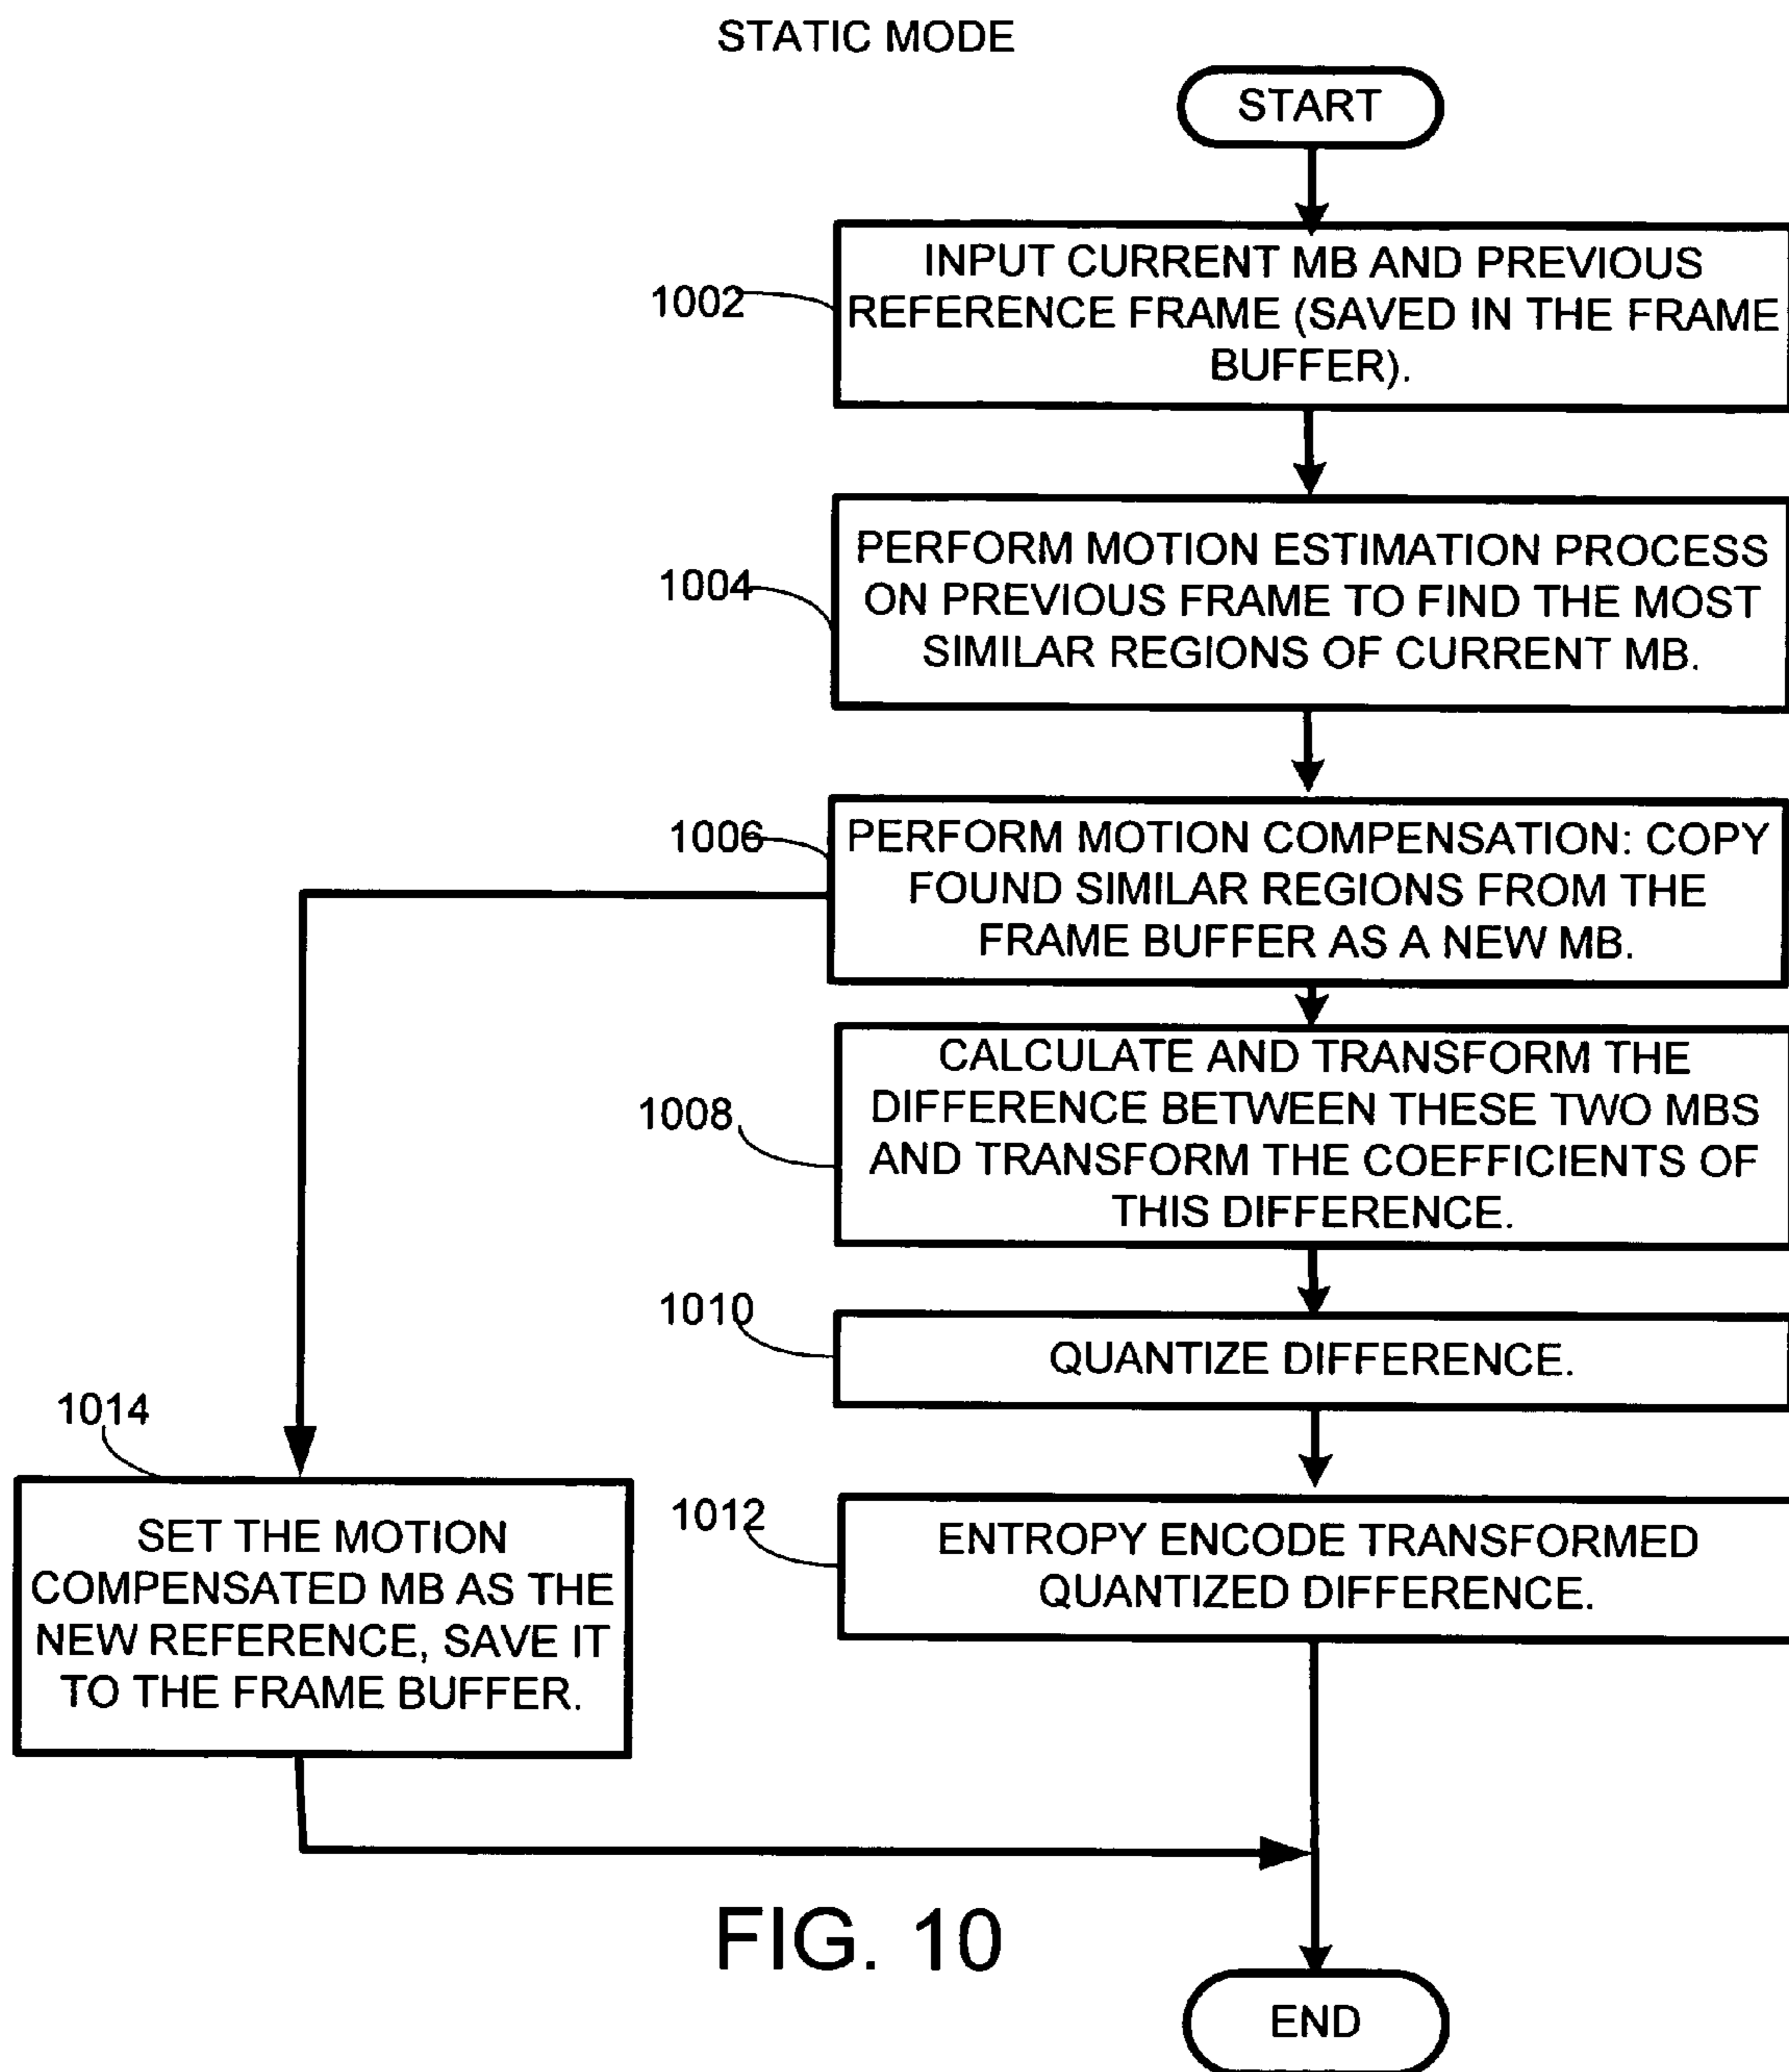 STATIC MODE
START
1002
INPUT CURRENT MB AND PREVIOUS
REFERENCE FRAME (SAVED IN THE FRAME
BUFFER).
1004
PERFORM MOTION ESTIMATION PROCESS
ON PREVIOUS FRAME TO FIND THE MOST
SIMILAR REGIONS OF CURRENT MB.
1006
PERFORM MOTION COMPENSATION: COPY
FOUND SIMILAR REGIONS FROM THE
FRAME BUFFER AS A NEW MB.
1008
CALCULATE AND TRANSFORM THE
DIFFERENCE BETWEEN THESE TWO MBS
AND TRANSFORM THE COEFFICIENTS OF
THIS DIFFERENCE.
1010
QUANTIZE DIFFERENCE.
1012
ENTROPY ENCODE TRANSFORMED
QUANTIZED DIFFERENCE.
1014
SET THE MOTION
COMPENSATED MB AS THE
NEW REFERENCE, SAVE IT
TO THE FRAME BUFFER.
FIG. 10
END